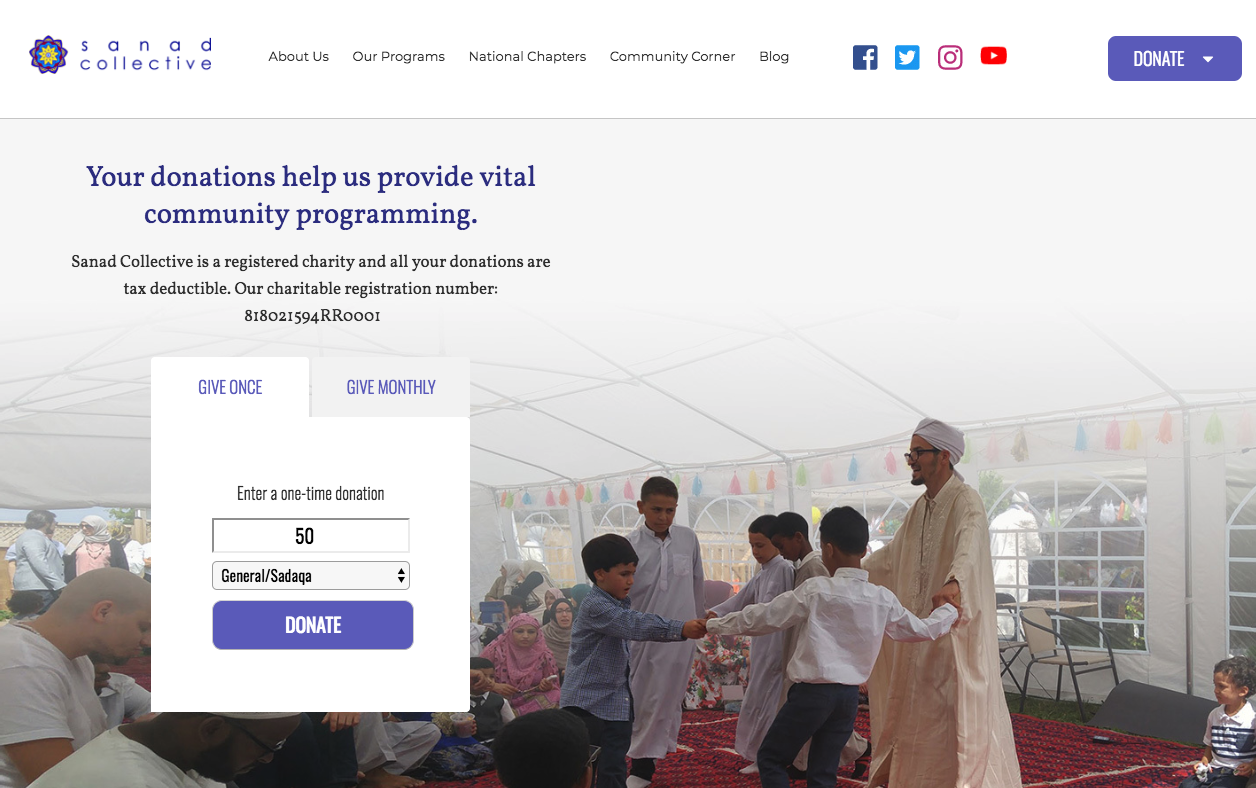 sanad
collective
About Us Our Programs National Chapters Community Corner Blog
DONATE
Your donations help us provide vital
community programming.
Sanad Collective is a registered charity and all your donations are
tax deductible. Our charitable registration number:
818021594RR0001
GIVE ONCE GIVE MONTHLY
Enter a one-time donation
50
General/Sadaqa
DONATE